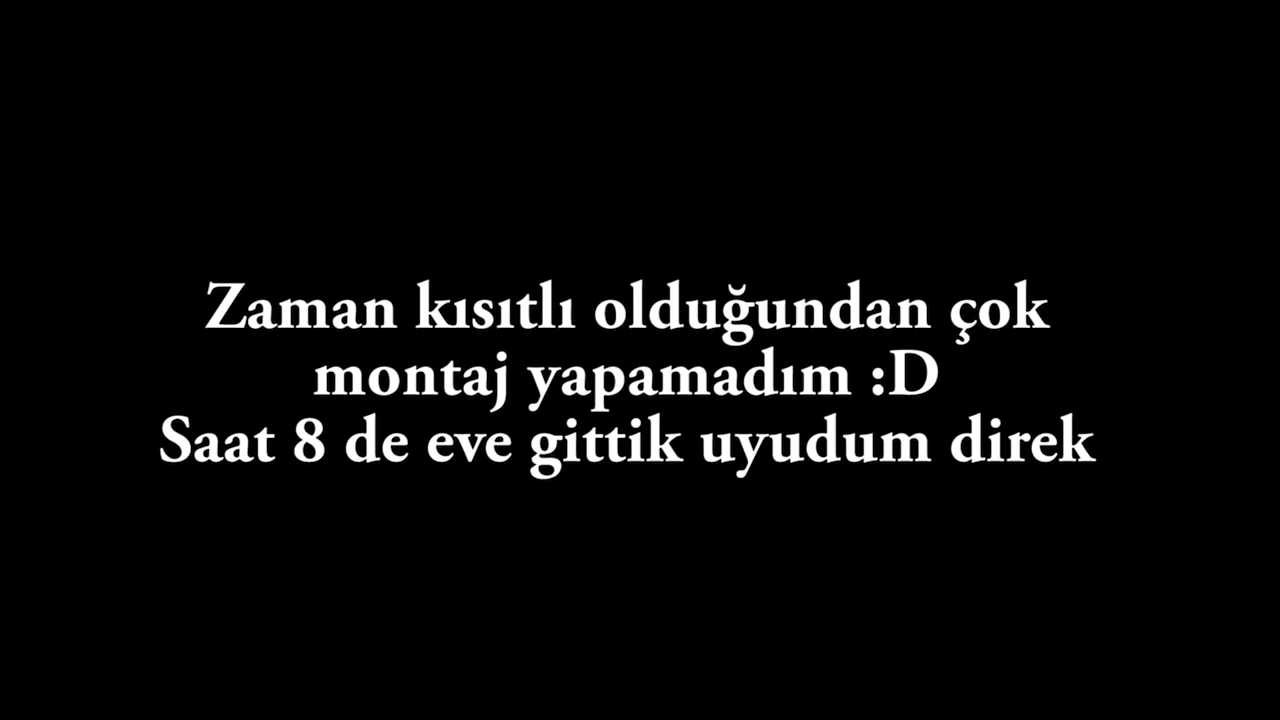 Zaman kısıtlı olduğundan çok
montaj yapamadım :D
Saat 8 de eve gittik uyudum direk